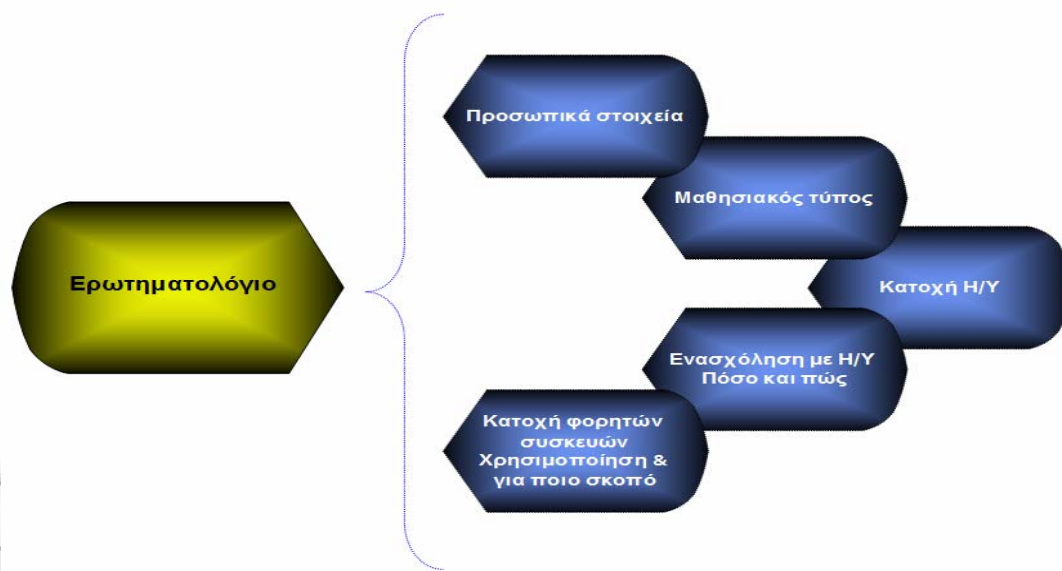 Ερωτηματολόγιο
Προσωπικά στοιχεία
Μαθησιακός τύπος
Κατοχή Η/Υ
Ενασχόληση με Η/Υ
Πόσο και πώς
Κατοχή φορητών
συσκευών
Χρησιμοποίηση &
για ποιο σκοπό